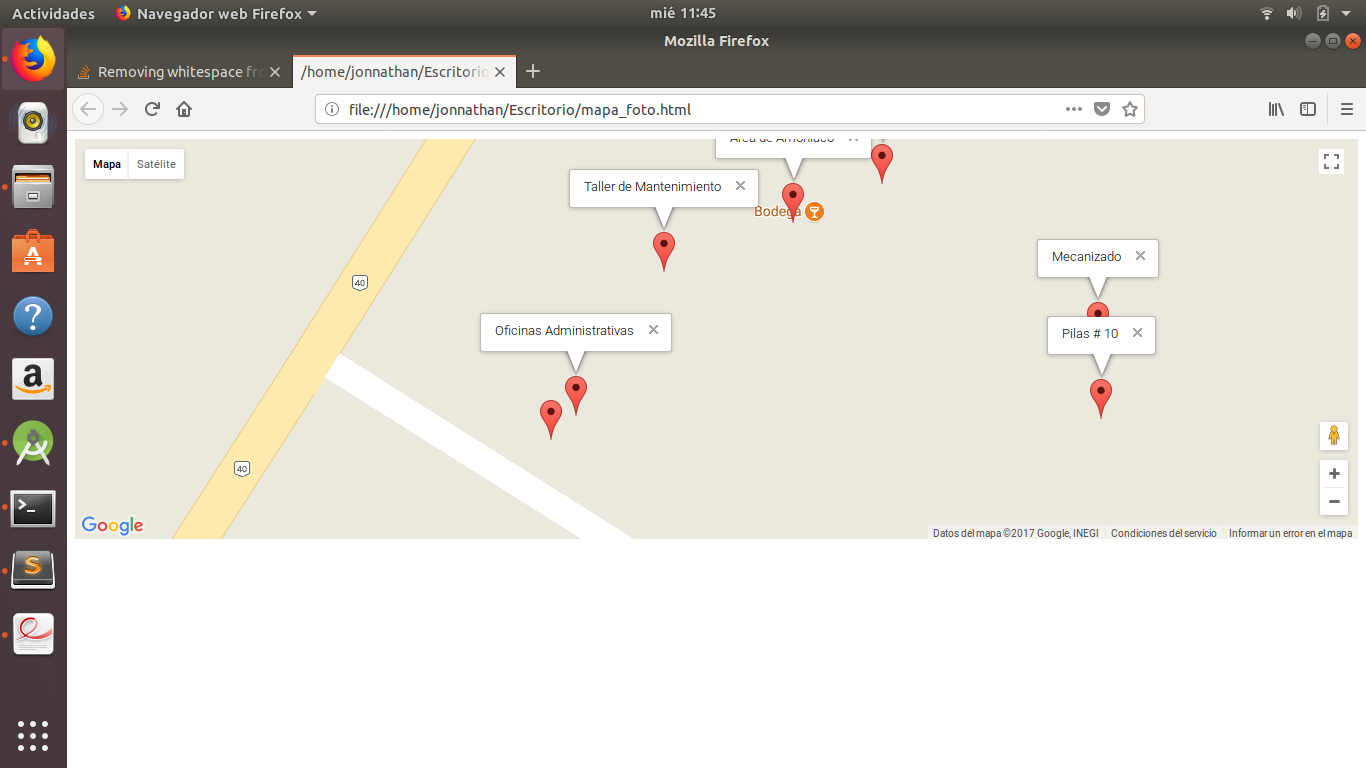 Actividades
Navegador web Firefox
mié 11:45
Mozilla Firefox
Removing whitespace fro
/home/jonnathan/Escritorio
file:///home/jonnathan/Escritorio/mapa_foto.html
Mapa
Satélite
Área de Amoniaco
Taller de Mantenimiento
Bodega
Mecanizado
40
Oficinas Administrativas
Pilas # 10
40
Google
Datos del mapa ©2017 Google, INEGI
Condiciones del servicio
Informar un error en el mapa